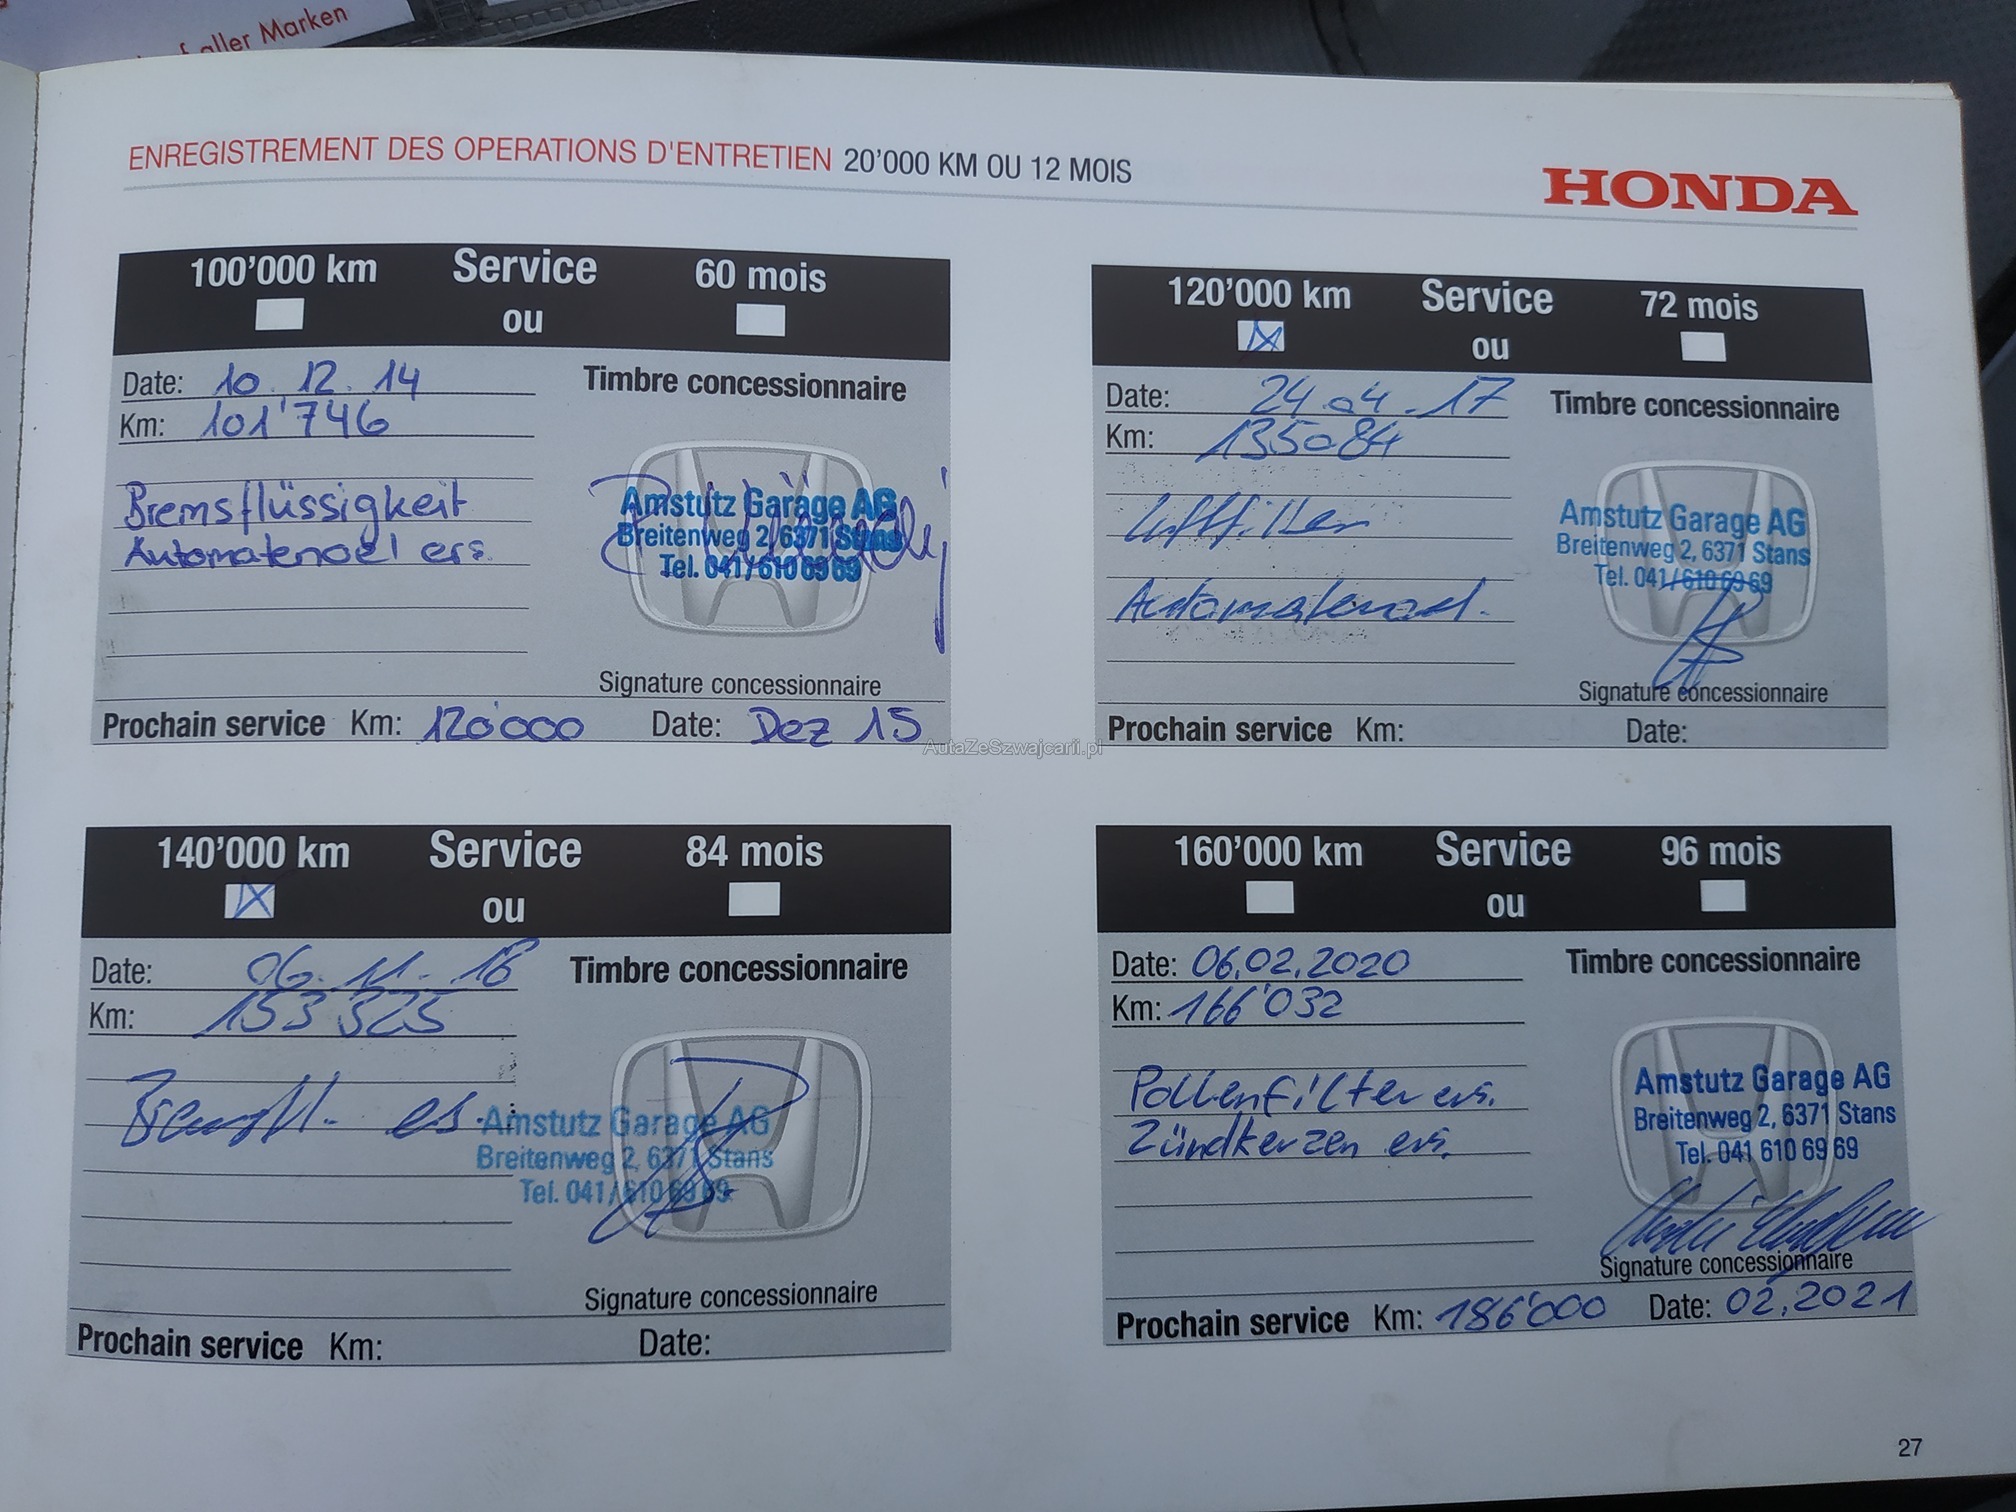 aller Marken
ENREGISTREMENT DES OPERATIONS D'ENTRETIEN 20'000 KM OU 12 MOIS
HONDA
100'000 km Service 60 mois
ou
Date: 10.12.14 Timbre concessionnaire
Km: 101'746
Bremsflüssigkeit
Automatenoel ers.
Amstutz Garage AG
Breitenweg 2, 6371 Stans
Tel. 041/610 69 69
Signature concessionnaire
Prochain service Km: 120'000 Date: Dez 15
120'000 km Service 72 mois
ou
Date: 24.04.17 Timbre concessionnaire
Km: 135084
Luftfilter
Automatenoel.
Amstutz Garage AG
Breitenweg 2, 6371 Stans
Tel. 041/610 69 69
Signature concessionnaire
Prochain service Km: Date:
AutaZeSzwajcarii.pl
140'000 km Service 84 mois
ou
Date: 06.11.18 Timbre concessionnaire
Km: 153 325
Bremsfl. es.
Amstutz Garage AG
Breitenweg 2, 6371 Stans
Tel. 041/610 69 69
Signature concessionnaire
Prochain service Km: Date:
160'000 km Service 96 mois
ou
Date: 06.02.2020 Timbre concessionnaire
Km: 166'032
Pollenfilter ers.
Zündkerzen ers.
Amstutz Garage AG
Breitenweg 2, 6371 Stans
Tel. 041 610 69 69
Signature concessionnaire
Prochain service Km: 186'000 Date: 02.2021
27